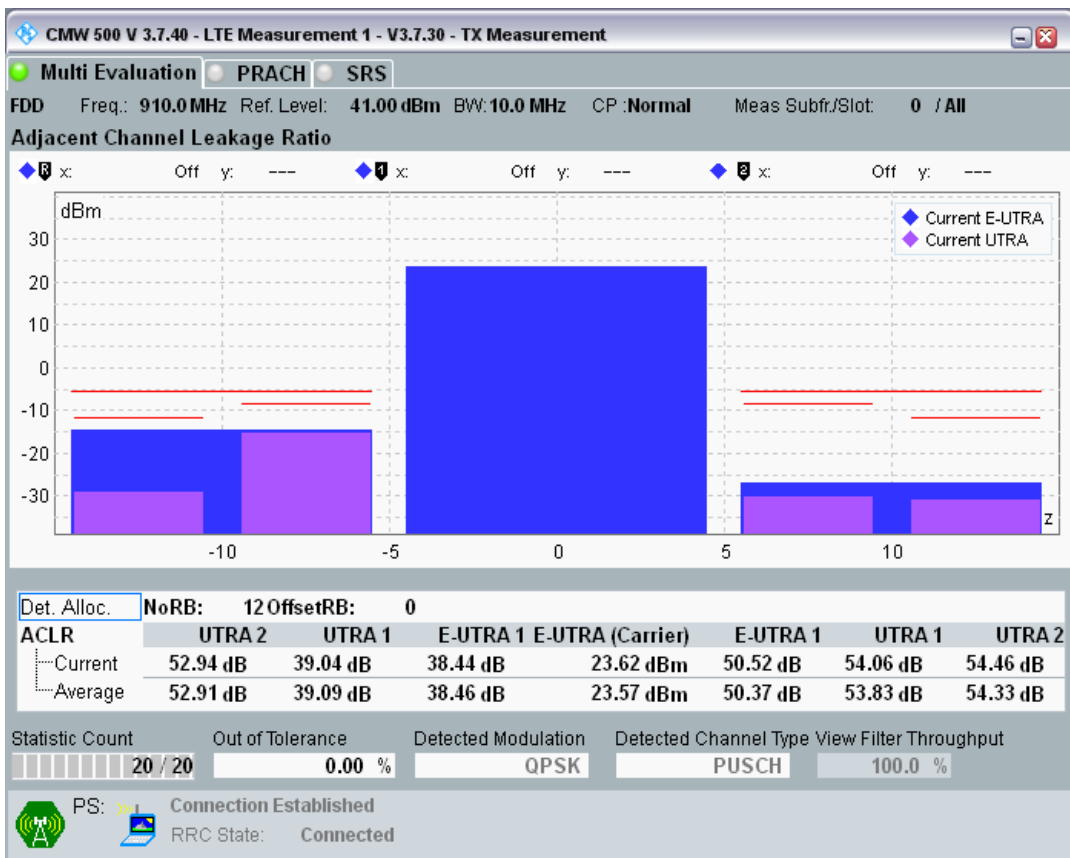 CMW 500 V 3.7.40 - LTE Measurement 1 - V3.7.30 - TX Measurement
Multi Evaluation PRACH SRS
FDD Freq.: 910.0 MHz Ref. Level: 41.00 dBm BW: 10.0 MHz CP :Normal Meas Subfr./Slot: 0 / All
Adjacent Channel Leakage Ratio
R x: Off y: --- 1 x: Off y: --- 2 x: Off y: ---
dBm
Current E-UTRA
Current UTRA
30
20
10
0
-10
-20
-30
z
-10 -5 0 5 10
Det. Alloc. NoRB: 12 OffsetRB: 0
ACLR UTRA 2 UTRA 1 E-UTRA 1 E-UTRA (Carrier) E-UTRA 1 UTRA 1 UTRA 2
Current 52.94 dB 39.04 dB 38.44 dB 23.62 dBm 50.52 dB 54.06 dB 54.46 dB
Average 52.91 dB 39.09 dB 38.46 dB 23.57 dBm 50.37 dB 53.83 dB 54.33 dB
Statistic Count Out of Tolerance Detected Modulation Detected Channel Type View Filter Throughput
20 / 20 0.00 % QPSK PUSCH 100.0 %
PS: Connection Established
RRC State: Connected